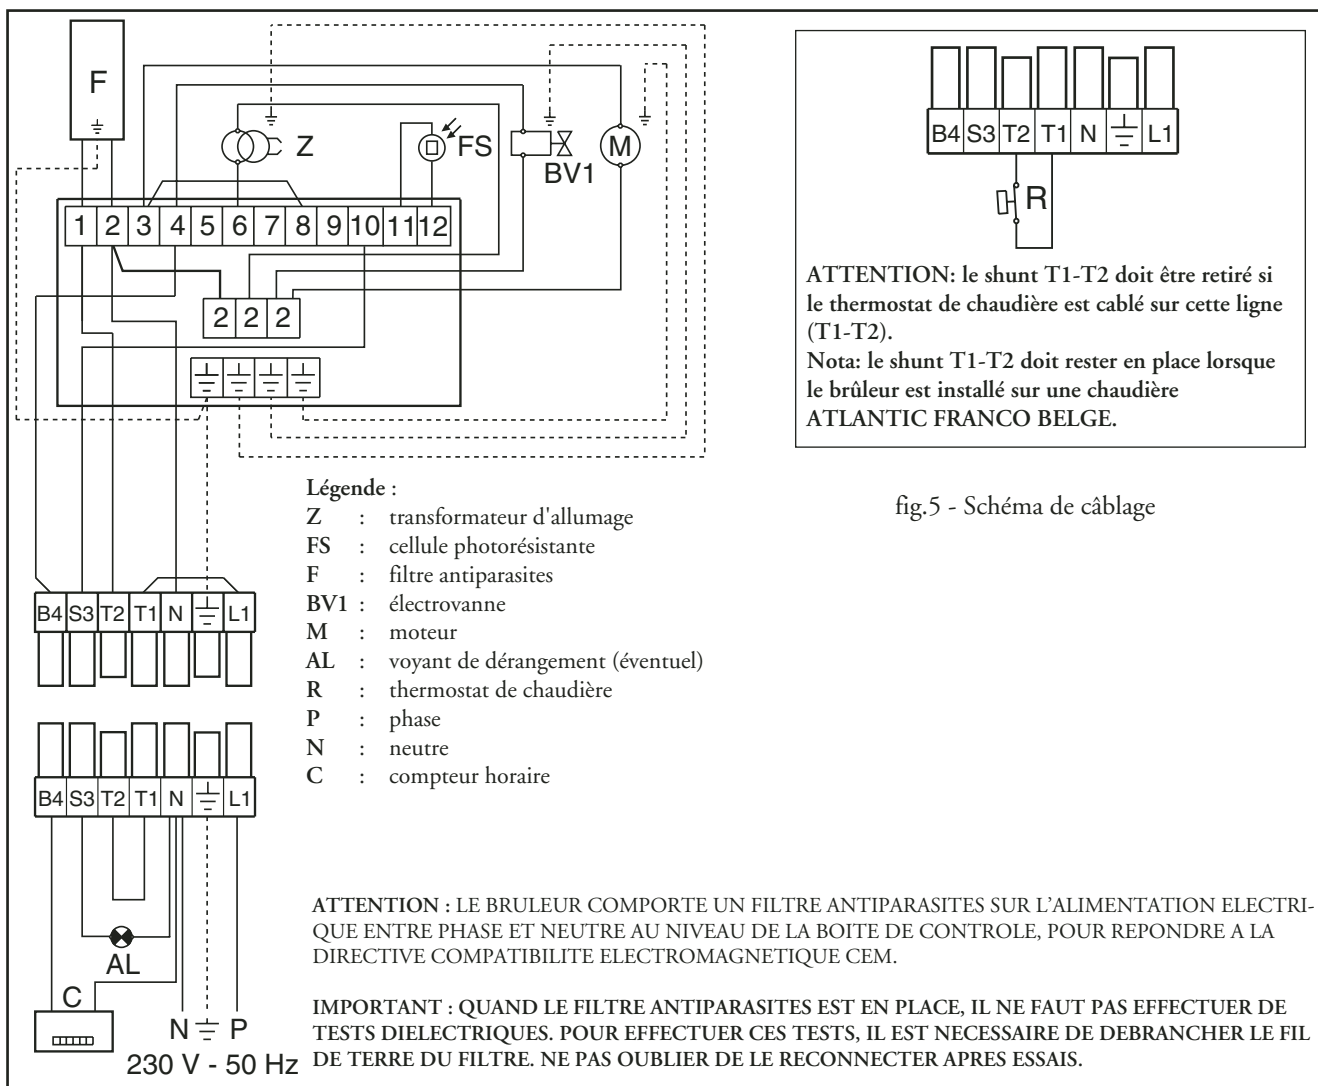 F
Z
FS
BV1
M
1 2 3 4 5 6 7 8 9 10 11 12
2 2 2
B4 S3 T2 T1 N L1
R
ATTENTION: le shunt T1-T2 doit être retiré si
le thermostat de chaudière est cablé sur cette ligne
(T1-T2).
Nota: le shunt T1-T2 doit rester en place lorsque
le brûleur est installé sur une chaudière
ATLANTIC FRANCO BELGE.
fig.5 - Schéma de câblage
Légende :
Z : transformateur d'allumage
FS : cellule photorésistante
F : filtre antiparasites
BV1 : électrovanne
M : moteur
AL : voyant de dérangement (éventuel)
R : thermostat de chaudière
P : phase
N : neutre
C : compteur horaire
B4 S3 T2 T1 N L1
B4 S3 T2 T1 N L1
AL
C
N P
230 V - 50 Hz
ATTENTION : LE BRULEUR COMPORTE UN FILTRE ANTIPARASITES SUR L'ALIMENTATION ELECTRI-
QUE ENTRE PHASE ET NEUTRE AU NIVEAU DE LA BOITE DE CONTROLE, POUR REPONDRE A LA
DIRECTIVE COMPATIBILITE ELECTROMAGNETIQUE CEM.
IMPORTANT : QUAND LE FILTRE ANTIPARASITES EST EN PLACE, IL NE FAUT PAS EFFECTUER DE
TESTS DIELECTRIQUES. POUR EFFECTUER CES TESTS, IL EST NECESSAIRE DE DEBRANCHER LE FIL
DE TERRE DU FILTRE. NE PAS OUBLIER DE LE RECONNECTER APRES ESSAIS.